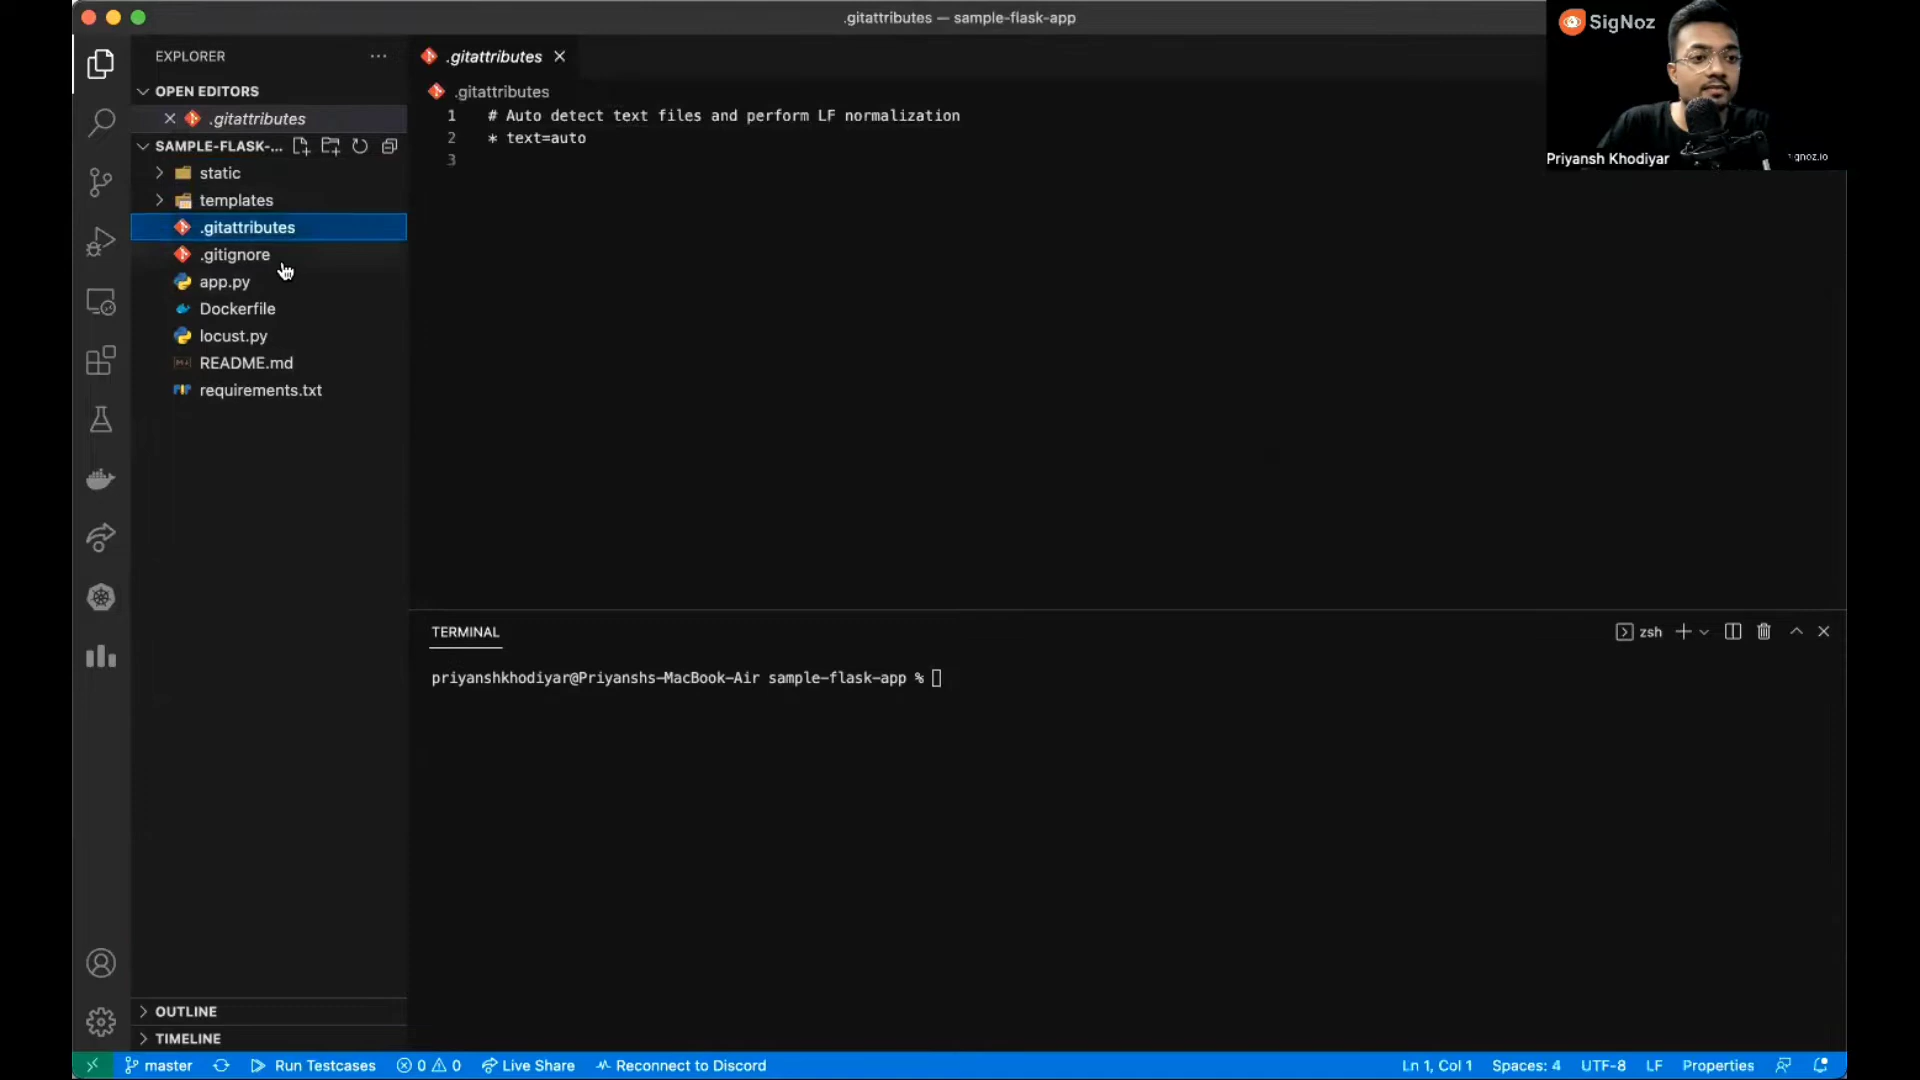 .gitattributes — sample-flask-app
SigNoz
Priyansh Khodiyar
EXPLORER
OPEN EDITORS
.gitattributes
SAMPLE-FLASK-...
static
templates
.gitattributes
.gitignore
app.py
Dockerfile
locust.py
README.md
requirements.txt
OUTLINE
TIMELINE
.gitattributes
.gitattributes
1 # Auto detect text files and perform LF normalization
2 * text=auto
3
TERMINAL
zsh
priyanshkhodiyar@Priyanshs-MacBook-Air sample-flask-app %
master Run Testcases 0 0 Live Share Reconnect to Discord Ln 1, Col 1 Spaces: 4 UTF-8 LF Properties